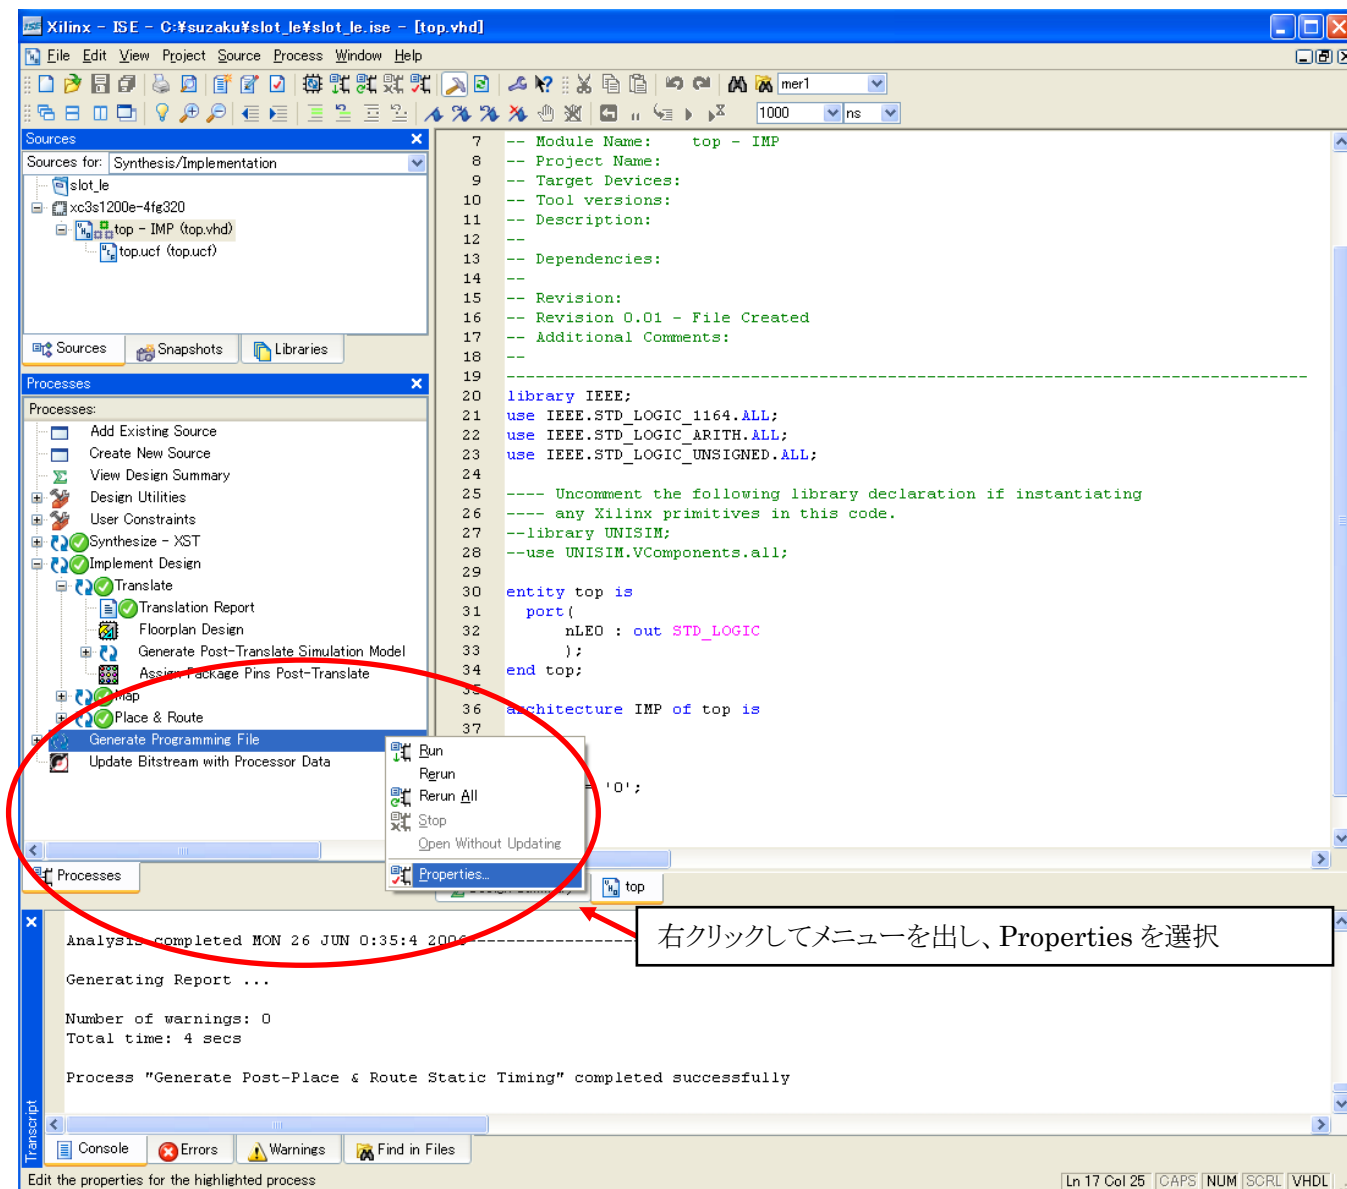 Xilinx - ISE - C:¥suzaku¥slot_le¥slot_le.ise - [top.vhd]
File Edit View Project Source Process Window Help
mer1
1000 ns
Sources
Sources for: Synthesis/Implementation
slot_le
xc3s1200e-4fg320
top - IMP (top.vhd)
top.ucf (top.ucf)
Sources Snapshots Libraries
Processes
Processes:
Add Existing Source
Create New Source
View Design Summary
Design Utilities
User Constraints
Synthesize - XST
Implement Design
Translate
Translation Report
Floorplan Design
Generate Post-Translate Simulation Model
Assign Package Pins Post-Translate
Map
Place & Route
Generate Programming File
Update Bitstream with Processor Data
Processes
Run
Rerun
Rerun All
Stop
Open Without Updating
Properties...
7 -- Module Name: top - IMP
8 -- Project Name:
9 -- Target Devices:
10 -- Tool versions:
11 -- Description:
12 --
13 -- Dependencies:
14 --
15 -- Revision:
16 -- Revision 0.01 - File Created
17 -- Additional Comments:
18 --
19 ----------------------------------------------------------------------------------
20 library IEEE;
21 use IEEE.STD_LOGIC_1164.ALL;
22 use IEEE.STD_LOGIC_ARITH.ALL;
23 use IEEE.STD_LOGIC_UNSIGNED.ALL;
24
25 ---- Uncomment the following library declaration if instantiating
26 ---- any Xilinx primitives in this code.
27 --library UNISIM;
28 --use UNISIM.VComponents.all;
29
30 entity top is
31 port(
32 nLE0 : out STD_LOGIC
33 );
34 end top;
35
36 architecture IMP of top is
37
'0';
top
右クリックしてメニューを出し、Properties を選択
Analysis completed MON 26 JUN 0:35:4 2006--------------------
Generating Report ...
Number of warnings: 0
Total time: 4 secs
Process "Generate Post-Place & Route Static Timing" completed successfully
Transcript
Console Errors Warnings Find in Files
Edit the properties for the highlighted process
Ln 17 Col 25 CAPS NUM SCRL VHDL